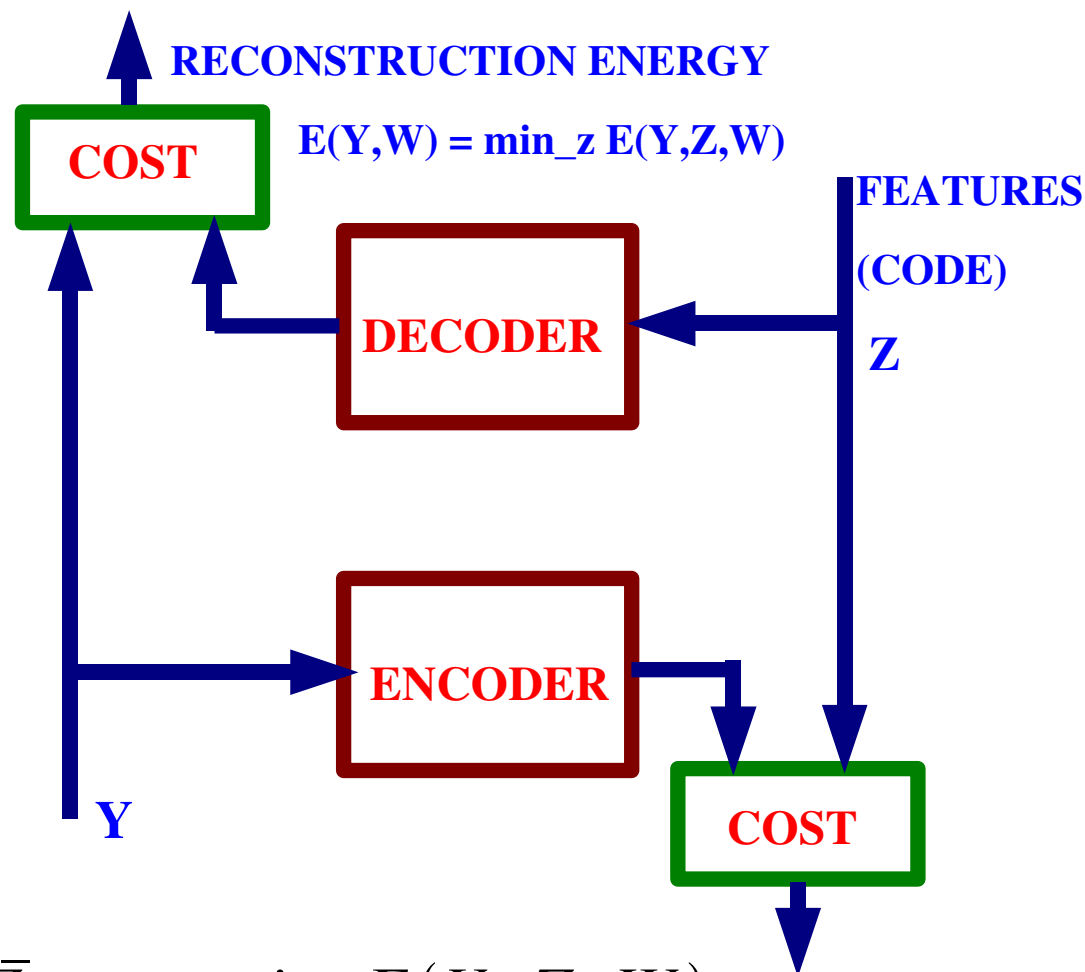 RECONSTRUCTION ENERGY
E(Y,W) = min_z E(Y,Z,W)
COST
FEATURES
(CODE)
Z
DECODER
ENCODER
Y
COST